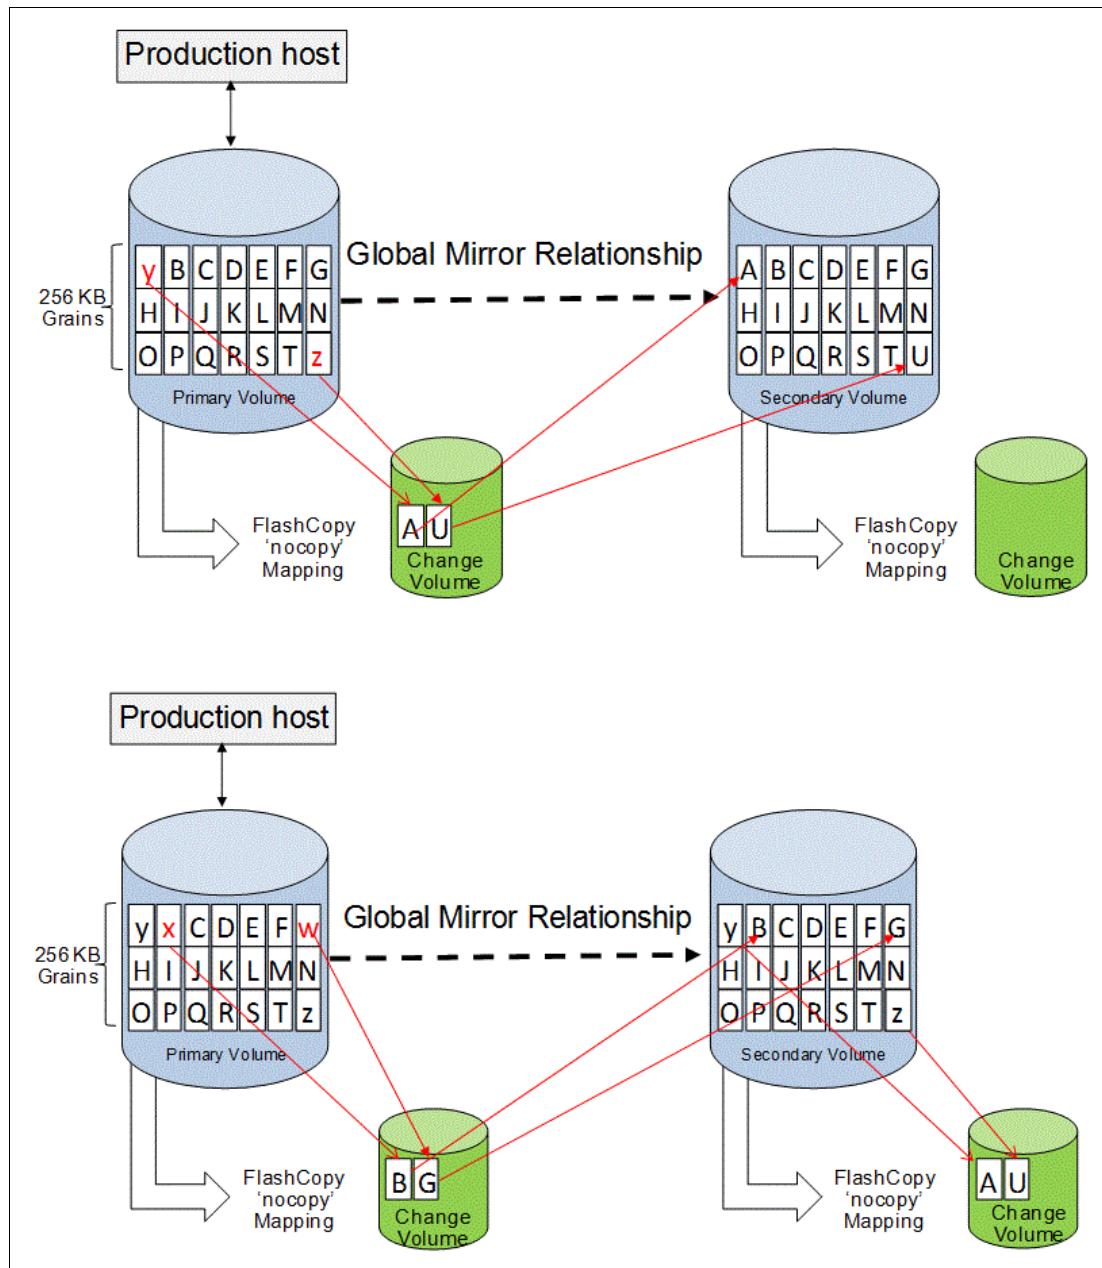 Production host
Global Mirror Relationship
256 KB
Grains
y B C D E F G
H I J K L M N
O P Q R S T z
Primary Volume
A B C D E F G
H I J K L M N
O P Q R S T U
Secondary Volume
FlashCopy
‘nocopy’
Mapping
A U
Change
Volume
FlashCopy
‘nocopy’
Mapping
Change
Volume
Production host
Global Mirror Relationship
256 KB
Grains
y x C D E F w
H I J K L M N
O P Q R S T z
Primary Volume
y B C D E F G
H I J K L M N
O P Q R S T z
Secondary Volume
FlashCopy
‘nocopy’
Mapping
B G
Change
Volume
FlashCopy
‘nocopy’
Mapping
A U
Change
Volume